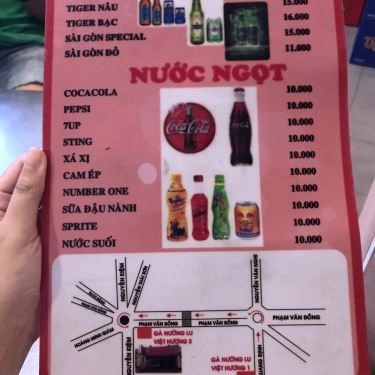 TIGER NÂU 15.000
TIGER BẠC 16.000
SÀI GÒN SPECIAL 15.000
SÀI GÒN ĐỎ 11.000
NƯỚC NGỌT
COCACOLA 10.000
PEPSI 10.000
7UP 10.000
STING 10.000
XÁ XỊ 10.000
CAM ÉP 10.000
NUMBER ONE 10.000
SỮA ĐẬU NÀNH 10.000
SPRITE 10.000
NƯỚC SUỐI 10.000
Coca-Cola
NGUYỄN KIỆM
NGUYỄN VĂN NGHI
PHẠM VĂN ĐỒNG
PHẠM VĂN ĐỒNG
PHẠM VĂN ĐỒNG
HOÀNG MINH GIÁM
NGUYỄN KIỆM
GÀ NƯỚNG LU
VIỆT HƯƠNG 2
GÀ NƯỚNG LU
VIỆT HƯƠNG 1